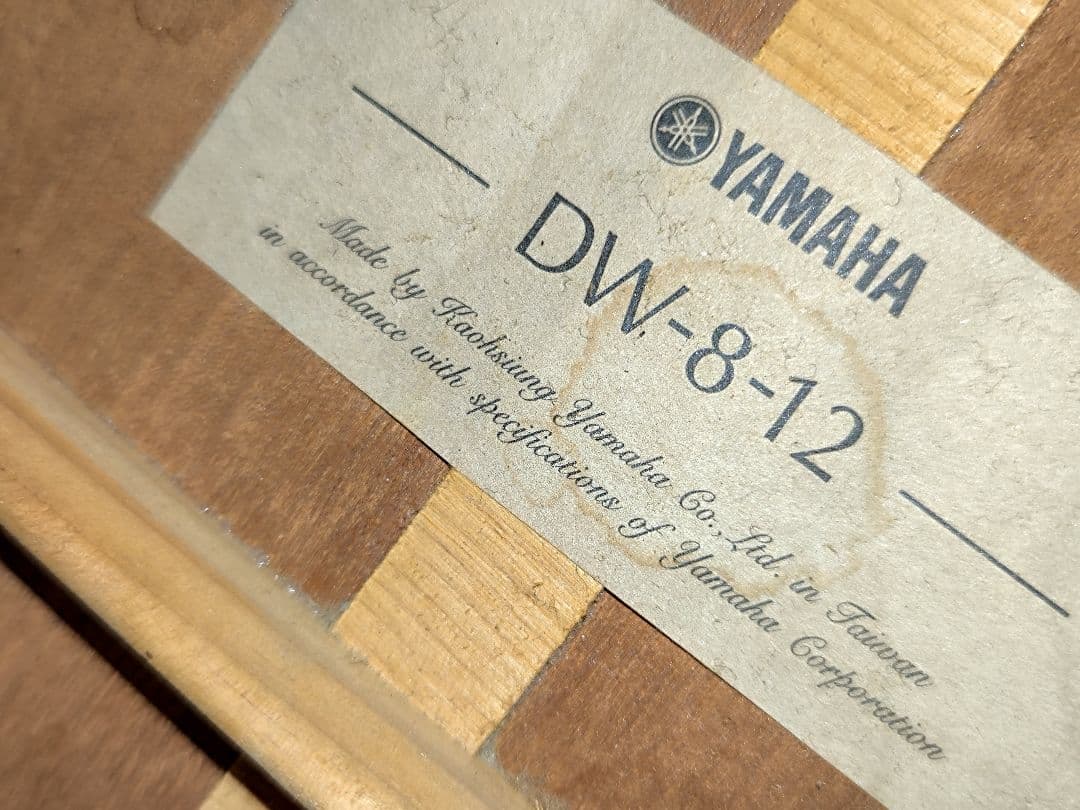 YAMAHA
DW-8-12
Made by Kaohsiung Yamaha Co., Ltd. in Taiwan
in accordance with specifications of Yamaha Corporation